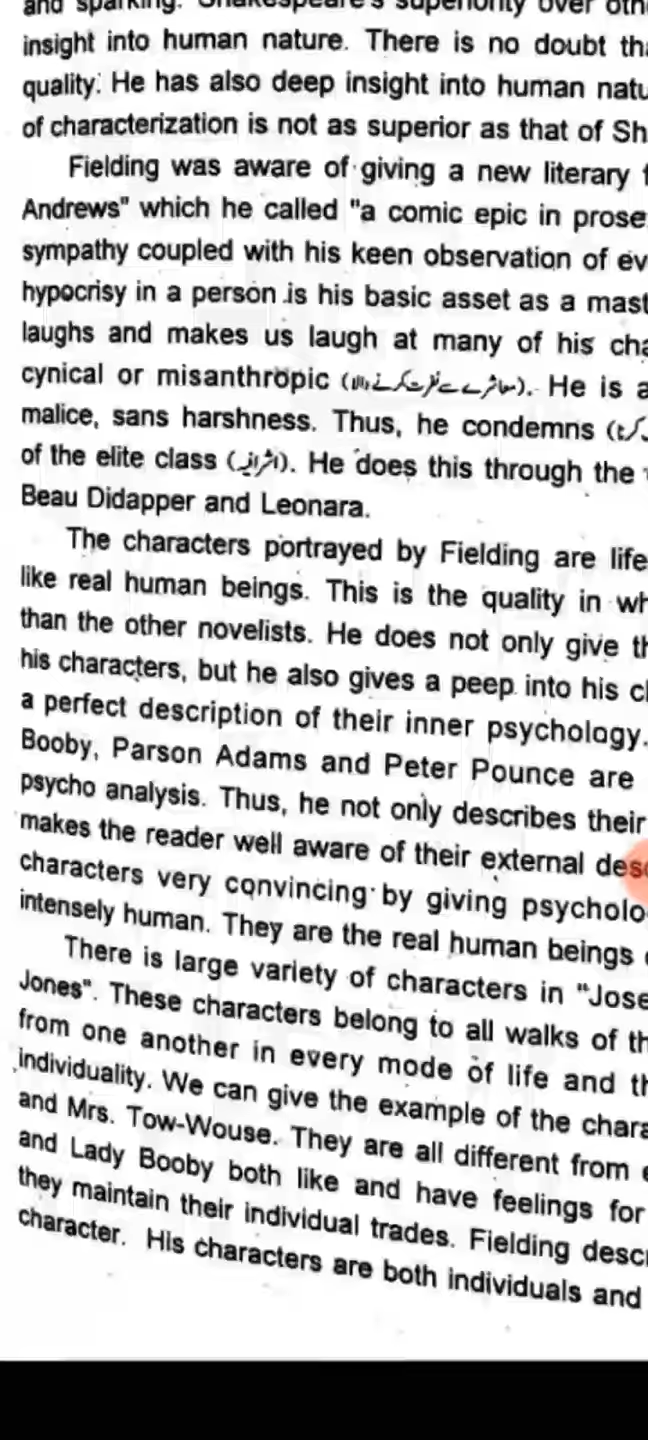 and sparking. Shakespeare's superiority over oth
insight into human nature. There is no doubt tha
quality. He has also deep insight into human natu
of characterization is not as superior as that of Sh
Fielding was aware of giving a new literary f
Andrews" which he called "a comic epic in prose
sympathy coupled with his keen observation of ev
hypocrisy in a person is his basic asset as a mast
laughs and makes us laugh at many of his cha
cynical or misanthropic (معاشرے سے نفرت کرنے والا). He is a
malice, sans harshness. Thus, he condemns (
of the elite class (اشرافیہ). He does this through the
Beau Didapper and Leonara.
The characters portrayed by Fielding are life
like real human beings. This is the quality in wh
than the other novelists. He does not only give th
his characters, but he also gives a peep into his cl
a perfect description of their inner psychology.
Booby, Parson Adams and Peter Pounce are
psycho analysis. Thus, he not only describes their
makes the reader well aware of their external desc
characters very convincing by giving psycholo
intensely human. They are the real human beings
There is large variety of characters in "Jose
Jones". These characters belong to all walks of th
from one another in every mode of life and th
individuality. We can give the example of the chara
and Mrs. Tow-Wouse. They are all different from e
and Lady Booby both like and have feelings for
they maintain their individual trades. Fielding descr
character. His characters are both individuals and